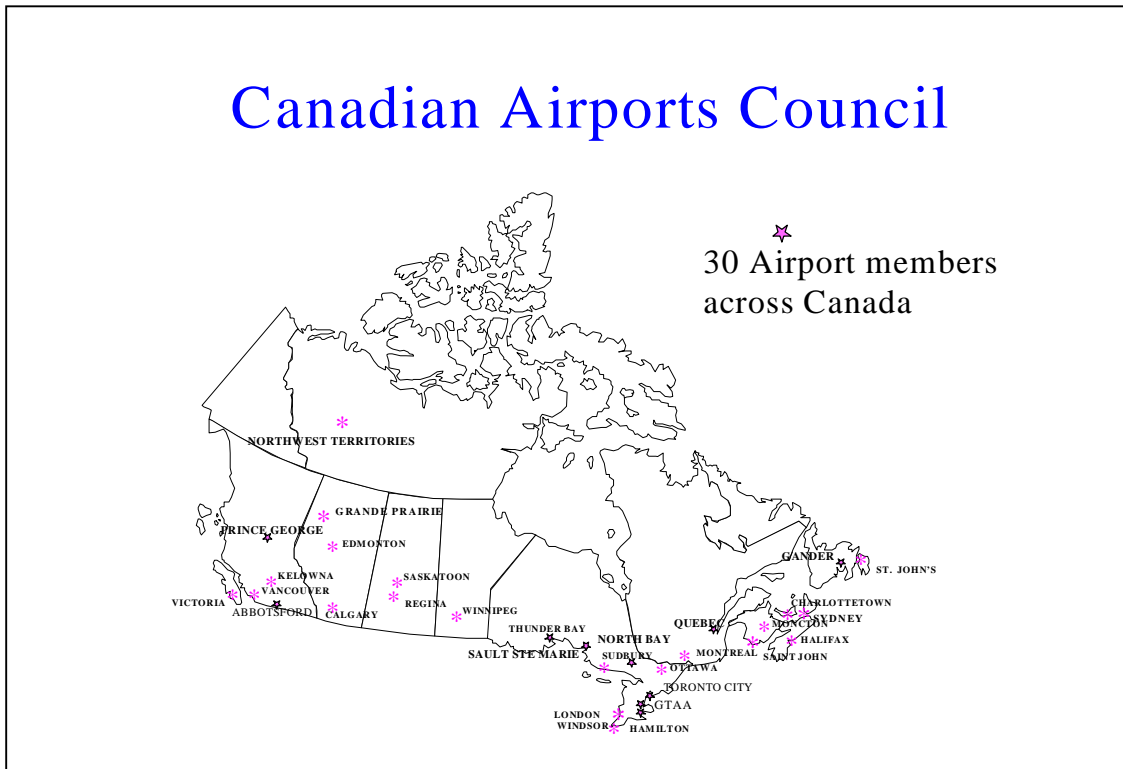 Canadian Airports Council
30 Airport members
across Canada
NORTHWEST TERRITORIES
GRANDE PRAIRIE
PRINCE GEORGE
EDMONTON
GANDER
ST. JOHN'S
KELOWNA
SASKATOON
VANCOUVER
VICTORIA
REGINA
CHARLOTTETOWN
ABBOTSFORD
CALGARY
WINNIPEG
SYDNEY
QUEBEC
MONCTON
THUNDER BAY
NORTH BAY
HALIFAX
SAULT STE MARIE
SUDBURY
MONTREAL
SAINT JOHN
OTTAWA
TORONTO CITY
GTAA
LONDON
WINDSOR
HAMILTON